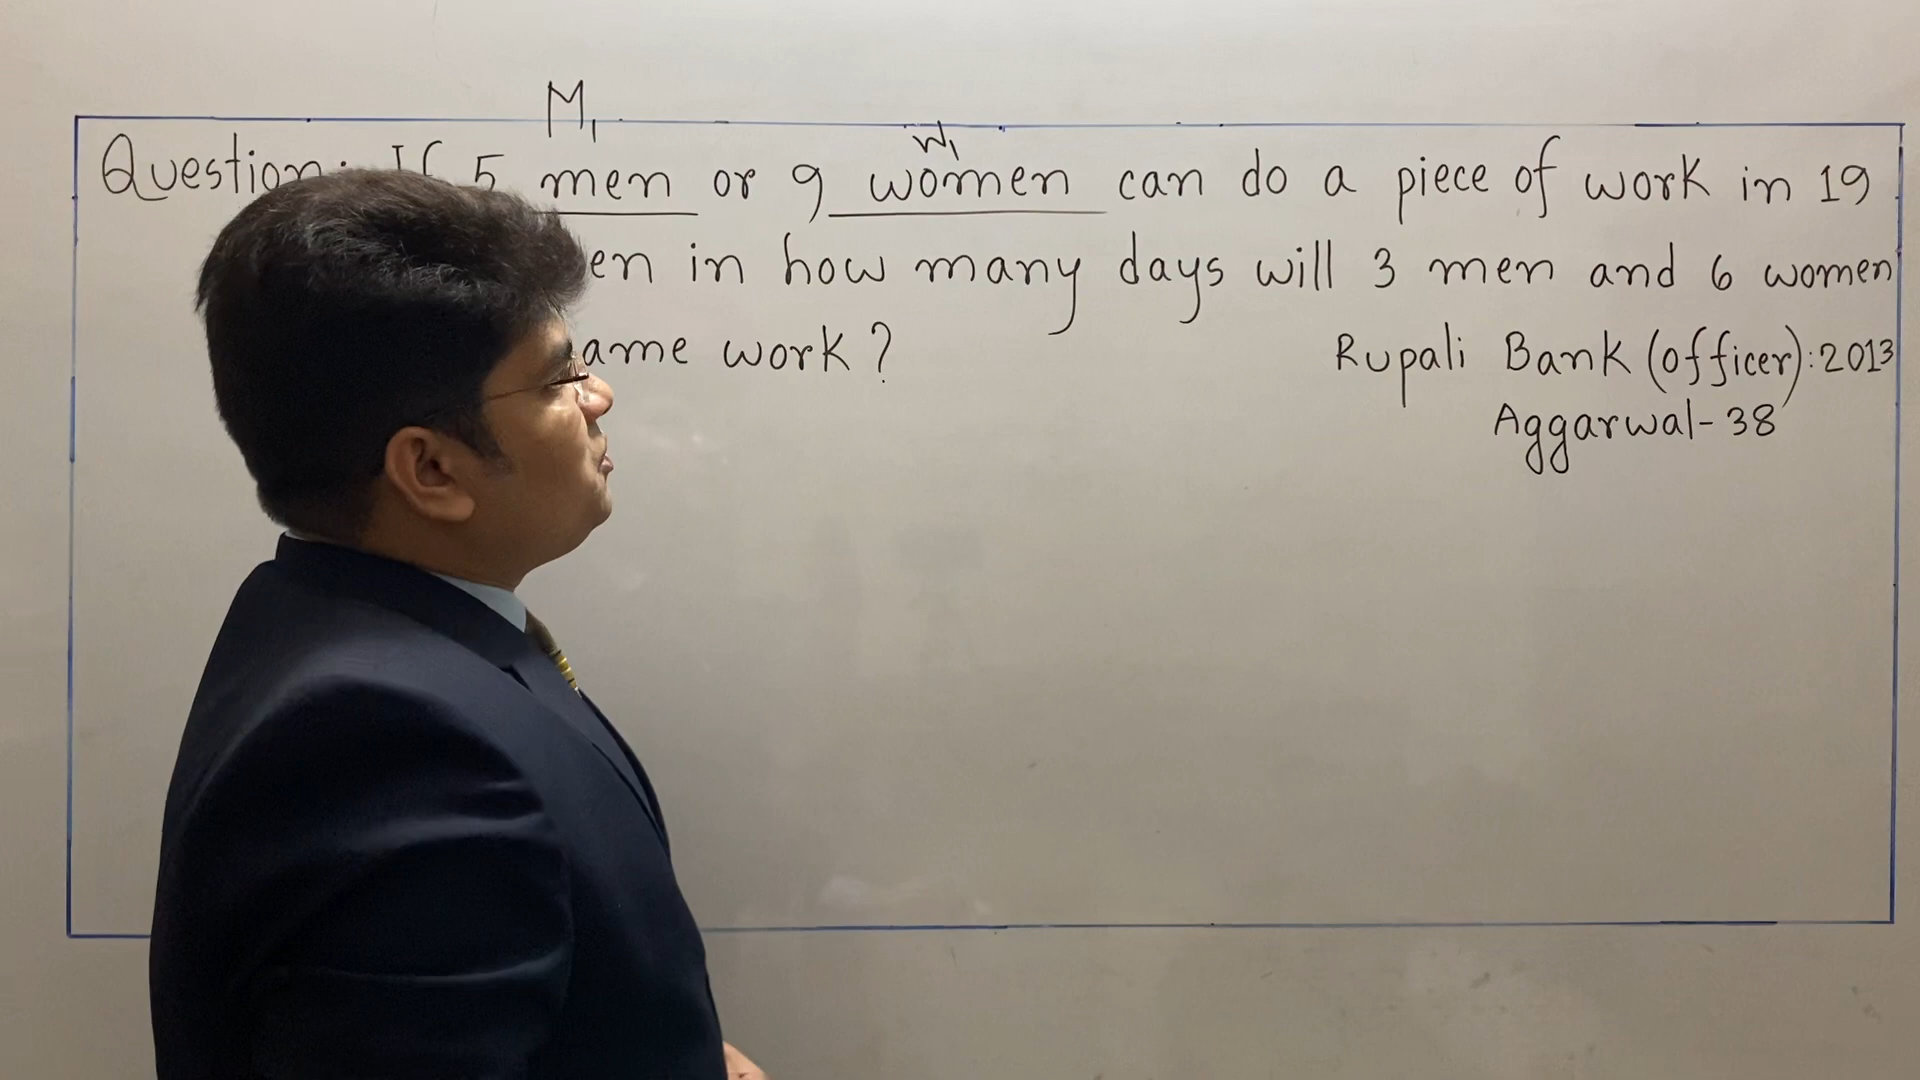 M₁
W₁
Question: If 5 men or 9 women can do a piece of work in 19
en in how many days will 3 men and 6 women
ame work ?
Rupali Bank (officer):2013
Aggarwal-38